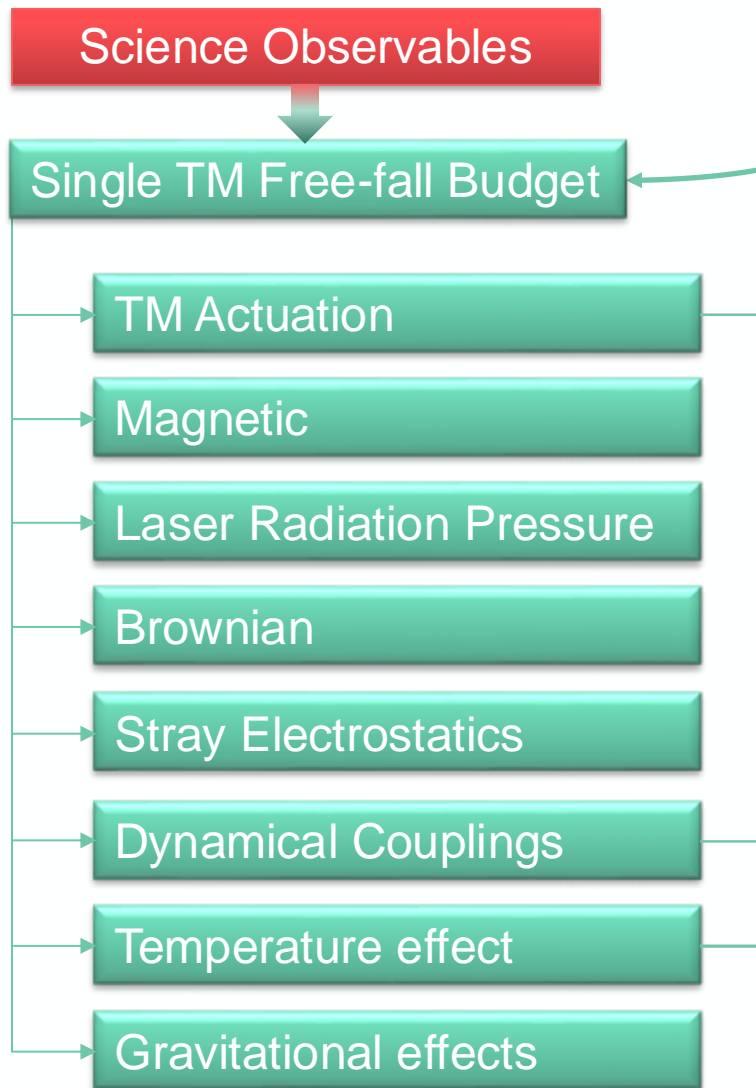 Science Observables
Single TM Free-fall Budget
TM Actuation
Magnetic
Laser Radiation Pressure
Brownian
Stray Electrostatics
Dynamical Couplings
Temperature effect
Gravitational effects